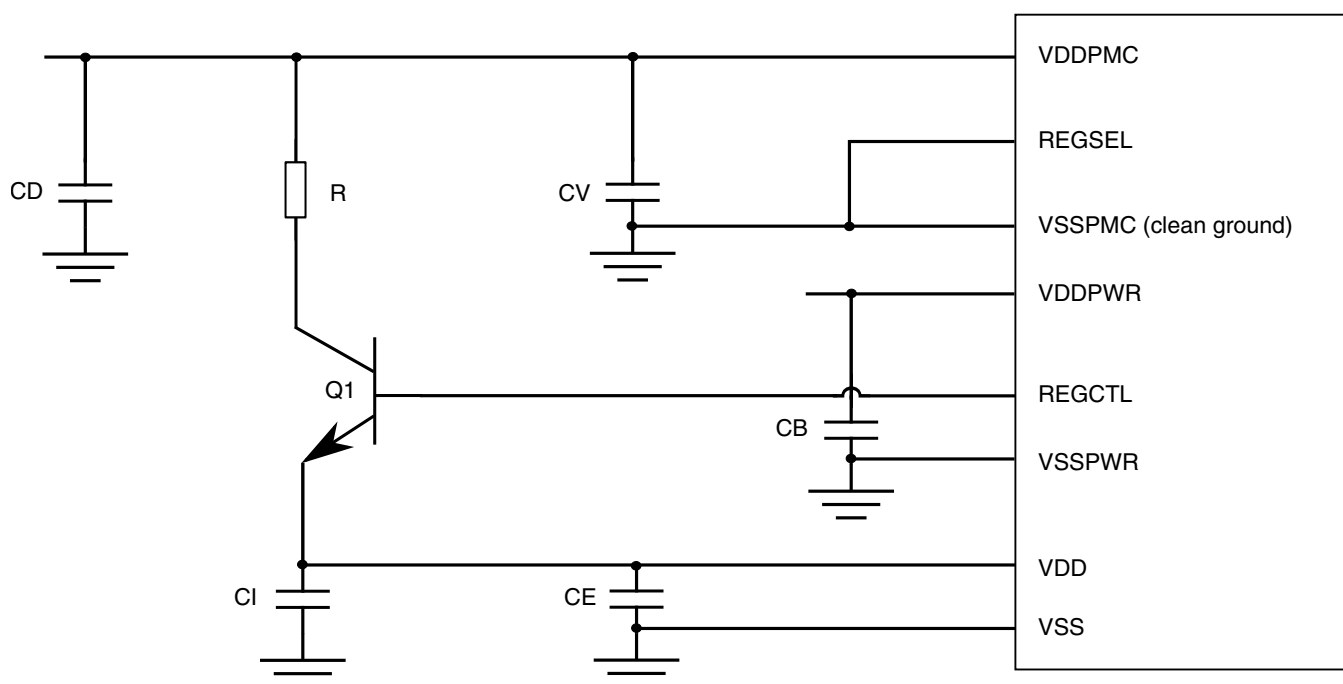 VDDPMC
REGSEL
CD
R
CV
VSSPMC (clean ground)
VDDPWR
Q1
REGCTL
CB
VSSPWR
VDD
CI
CE
VSS